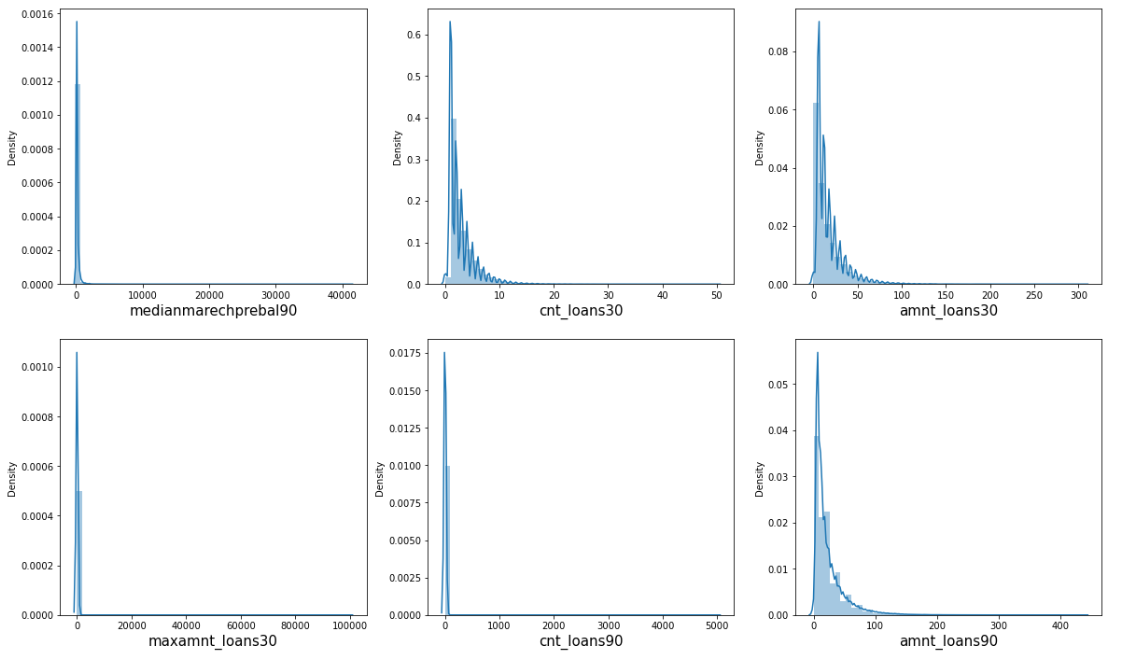 0.0016
0.0014
0.0012
0.0010
0.0008
0.0006
0.0004
0.0002
0.0000
Density
0 10000 20000 30000 40000
medianmarechprebal90
0.6
0.5
0.4
0.3
0.2
0.1
0.0
Density
0 10 20 30 40 50
cnt_loans30
0.08
0.06
0.04
0.02
0.00
Density
0 50 100 150 200 250 300
amnt_loans30
0.0010
0.0008
0.0006
0.0004
0.0002
0.0000
Density
0 20000 40000 60000 80000 100000
maxamnt_loans30
0.0175
0.0150
0.0125
0.0100
0.0075
0.0050
0.0025
0.0000
Density
0 1000 2000 3000 4000 5000
cnt_loans90
0.05
0.04
0.03
0.02
0.01
0.00
Density
0 100 200 300 400
amnt_loans90